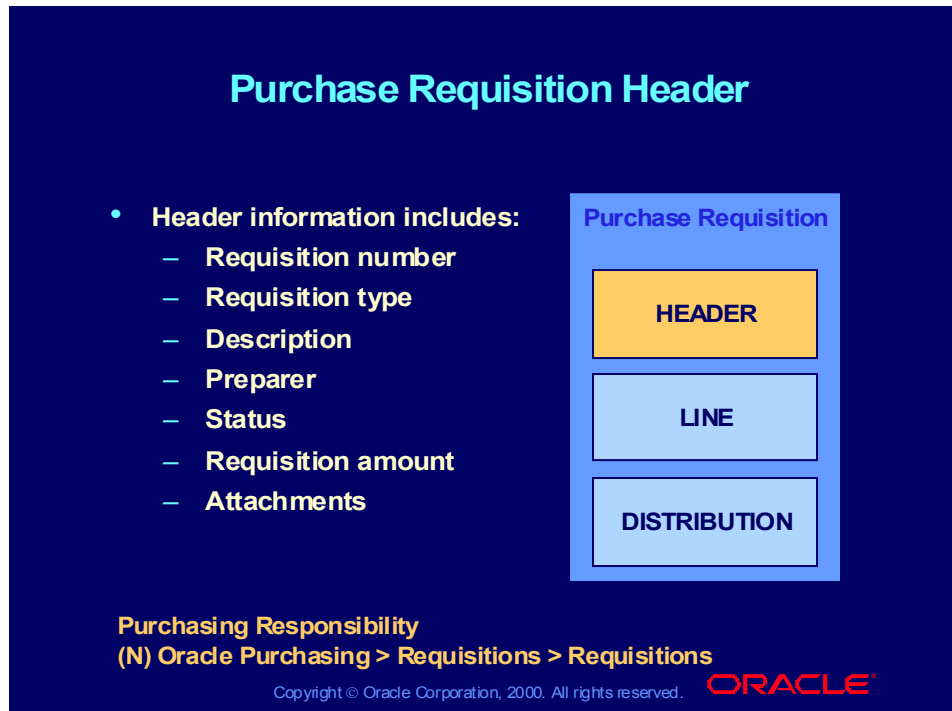 Purchase Requisition Header
• Header information includes:
– Requisition number
– Requisition type
– Description
– Preparer
– Status
– Requisition amount
– Attachments
Purchase Requisition
HEADER
LINE
DISTRIBUTION
Purchasing Responsibility
(N) Oracle Purchasing > Requisitions > Requisitions
Copyright © Oracle Corporation, 2000. All rights reserved.
ORACLE®